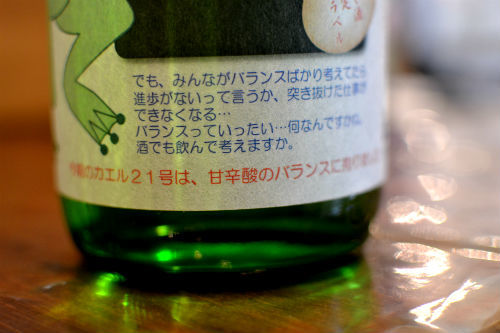 でも、みんながバランスばかり考えてたら
進歩がないって言うか、突き抜けた仕事が
できなくなる…
バランスっていったい…何なんですかね。
酒でも飲んで考えますか。
のカエル21号は、甘辛酸のバランスに拘り